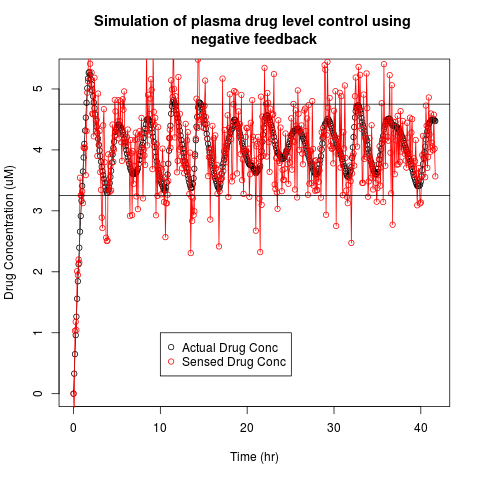 Simulation of plasma drug level control using
negative feedback
Drug Concentration (uM)
5
4
3
2
1
0
Actual Drug Conc
Sensed Drug Conc
0 10 20 30 40
Time (hr)